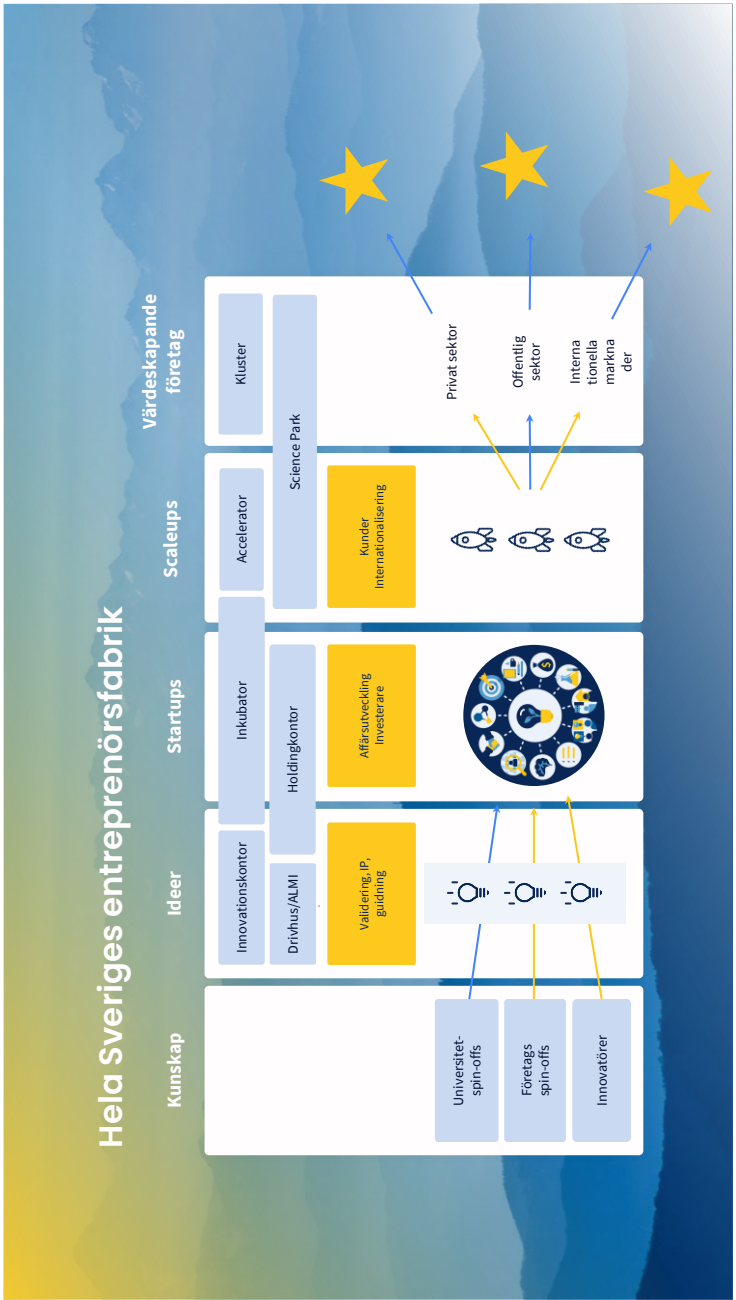 Hela Sveriges entreprenörsfabrik
Kunskap
Ideer
Startups
Scaleups
Värdeskapande
företag
Innovationskontor
Inkubator
Accelerator
Kluster
Drivhus/ALMI
Holdingkontor
Science Park
Validering, IP,
guidning
Affärsutveckling
Investerare
Kunder
Internationalisering
Universitet-
spin-offs
Företags
spin-offs
Innovatörer
Privat sektor
Offentlig
sektor
Interna
tionella
markna
der